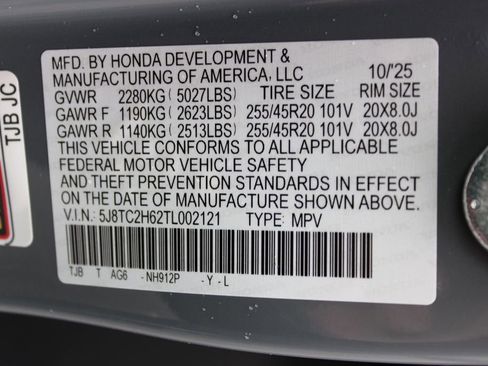 MFD. BY HONDA DEVELOPMENT &
MANUFACTURING OF AMERICA, LLC 10/'25
GVWR 2280KG ( 5027LBS) TIRE SIZE RIM SIZE
GAWR F 1190KG ( 2623LBS) 255/45R20 101V 20X8.0J
GAWR R 1140KG ( 2513LBS) 255/45R20 101V 20X8.0J
THIS VEHICLE CONFORMS TO ALL APPLICABLE
FEDERAL MOTOR VEHICLE SAFETY
AND THEFT PREVENTION STANDARDS IN EFFECT
ON THE DATE OF MANUFACTURE SHOWN ABOVE.
V.I.N.: 5J8TC2H62TL002121 TYPE: MPV
TJB T AG6 -NH912P -Y-L
TJB JC